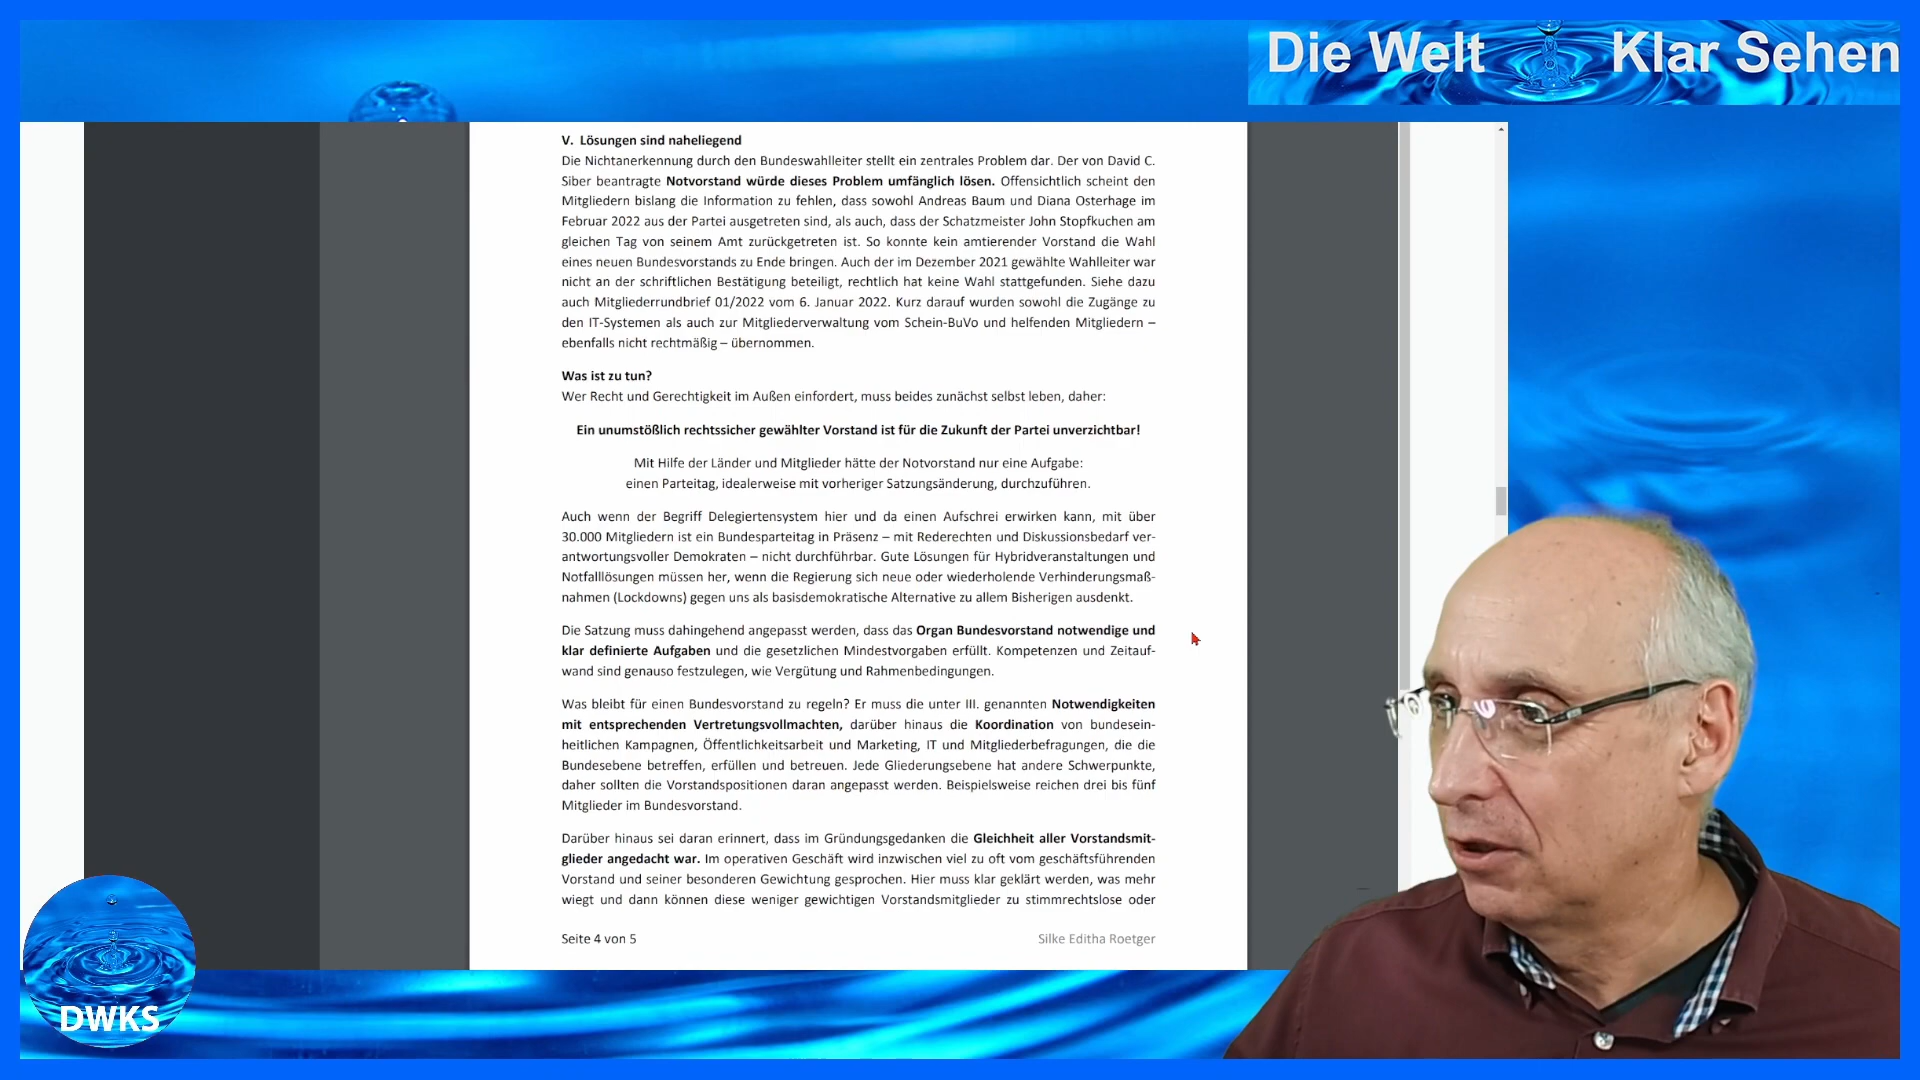 Die Welt Klar Sehen
V. Lösungen sind naheliegend
Die Nichtanerkennung durch den Bundeswahlleiter stellt ein zentrales Problem dar. Der von David C.
Siber beantragte Notvorstand würde dieses Problem umfänglich lösen. Offensichtlich scheint den
Mitgliedern bislang die Information zu fehlen, dass sowohl Andreas Baum und Diana Osterhage im
Februar 2022 aus der Partei ausgetreten sind, als auch, dass der Schatzmeister John Stopfkuchen am
gleichen Tag von seinem Amt zurückgetreten ist. So konnte kein amtierender Vorstand die Wahl
eines neuen Bundesvorstands zu Ende bringen. Auch der im Dezember 2021 gewählte Wahlleiter war
nicht an der schriftlichen Bestätigung beteiligt, rechtlich hat keine Wahl stattgefunden. Siehe dazu
auch Mitgliederrundbrief 01/2022 vom 6. Januar 2022. Kurz darauf wurden sowohl die Zugänge zu
den IT-Systemen als auch zur Mitgliederverwaltung vom Schein-BuVo und helfenden Mitgliedern –
ebenfalls nicht rechtmäßig – übernommen.
Was ist zu tun?
Wer Recht und Gerechtigkeit im Außen einfordert, muss beides zunächst selbst leben, daher:
Ein unumstößlich rechtssicher gewählter Vorstand ist für die Zukunft der Partei unverzichtbar!
Mit Hilfe der Länder und Mitglieder hätte der Notvorstand nur eine Aufgabe:
einen Parteitag, idealerweise mit vorheriger Satzungsänderung, durchzuführen.
Auch wenn der Begriff Delegiertensystem hier und da einen Aufschrei erwirken kann, mit über
30.000 Mitgliedern ist ein Bundesparteitag in Präsenz – mit Rederechten und Diskussionsbedarf ver-
antwortungsvoller Demokraten – nicht durchführbar. Gute Lösungen für Hybridveranstaltungen und
Notfalllösungen müssen her, wenn die Regierung sich neue oder wiederholende Verhinderungsmaß-
nahmen (Lockdowns) gegen uns als basisdemokratische Alternative zu allem Bisherigen ausdenkt.
Die Satzung muss dahingehend angepasst werden, dass das Organ Bundesvorstand notwendige und
klar definierte Aufgaben und die gesetzlichen Mindestvorgaben erfüllt. Kompetenzen und Zeitauf-
wand sind genauso festzulegen, wie Vergütung und Rahmenbedingungen.
Was bleibt für einen Bundesvorstand zu regeln? Er muss die unter III. genannten Notwendigkeiten
mit entsprechenden Vertretungsvollmachten, darüber hinaus die Koordination von bundesein-
heitlichen Kampagnen, Öffentlichkeitsarbeit und Marketing, IT und Mitgliederbefragungen, die die
Bundesebene betreffen, erfüllen und betreuen. Jede Gliederungsebene hat andere Schwerpunkte,
daher sollten die Vorstandspositionen daran angepasst werden. Beispielsweise reichen drei bis fünf
Mitglieder im Bundesvorstand.
Darüber hinaus sei daran erinnert, dass im Gründungsgedanken die Gleichheit aller Vorstandsmit-
glieder angedacht war. Im operativen Geschäft wird inzwischen viel zu oft vom geschäftsführenden
Vorstand und seiner besonderen Gewichtung gesprochen. Hier muss klar geklärt werden, was mehr
wiegt und dann können diese weniger gewichtigen Vorstandsmitglieder zu stimmrechtslose oder
Seite 4 von 5 Silke Editha Roetger
DWKS